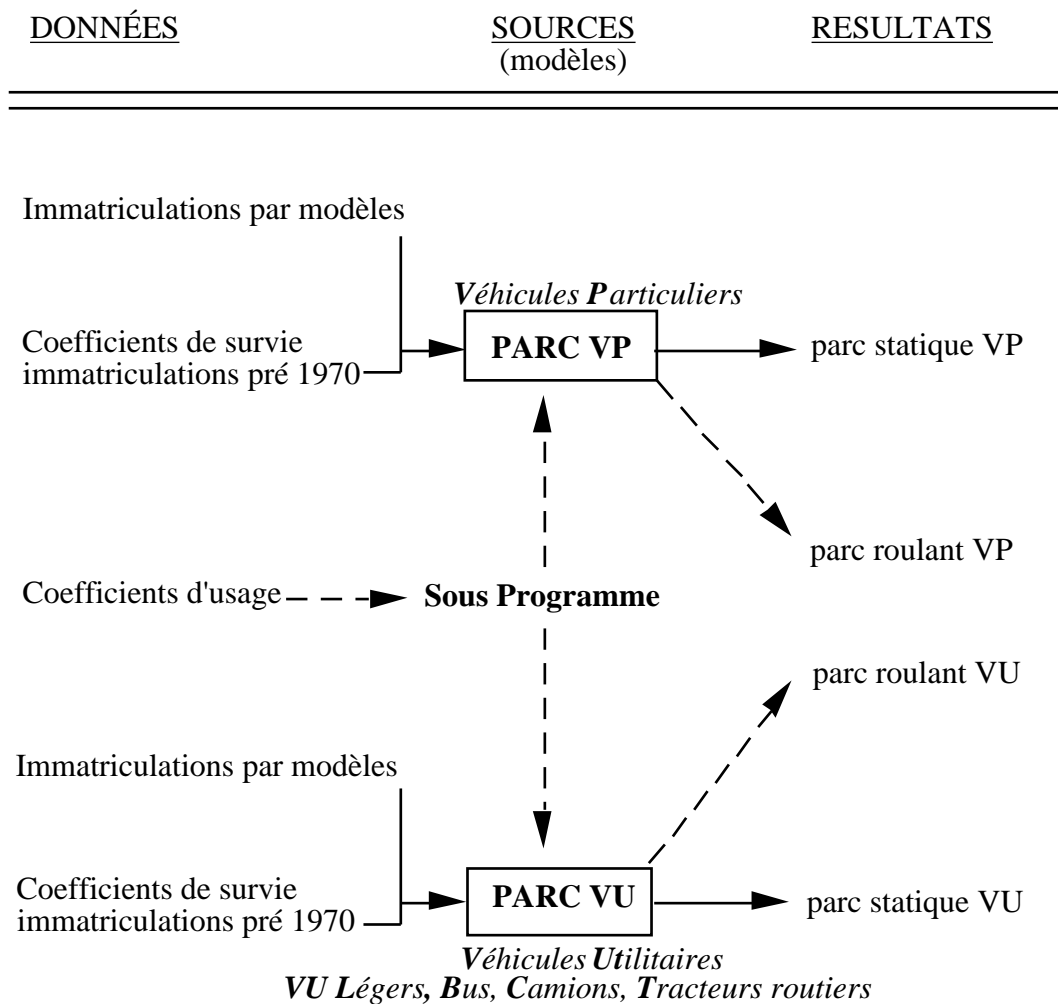 DONNÉES SOURCES RESULTATS
(modèles)
Immatriculations par modèles
Véhicules Particuliers
Coefficients de survie
immatriculations pré 1970
PARC VP
parc statique VP
parc roulant VP
Coefficients d'usage
Sous Programme
parc roulant VU
Immatriculations par modèles
Coefficients de survie
immatriculations pré 1970
PARC VU
parc statique VU
Véhicules Utilitaires
VU Légers, Bus, Camions, Tracteurs routiers